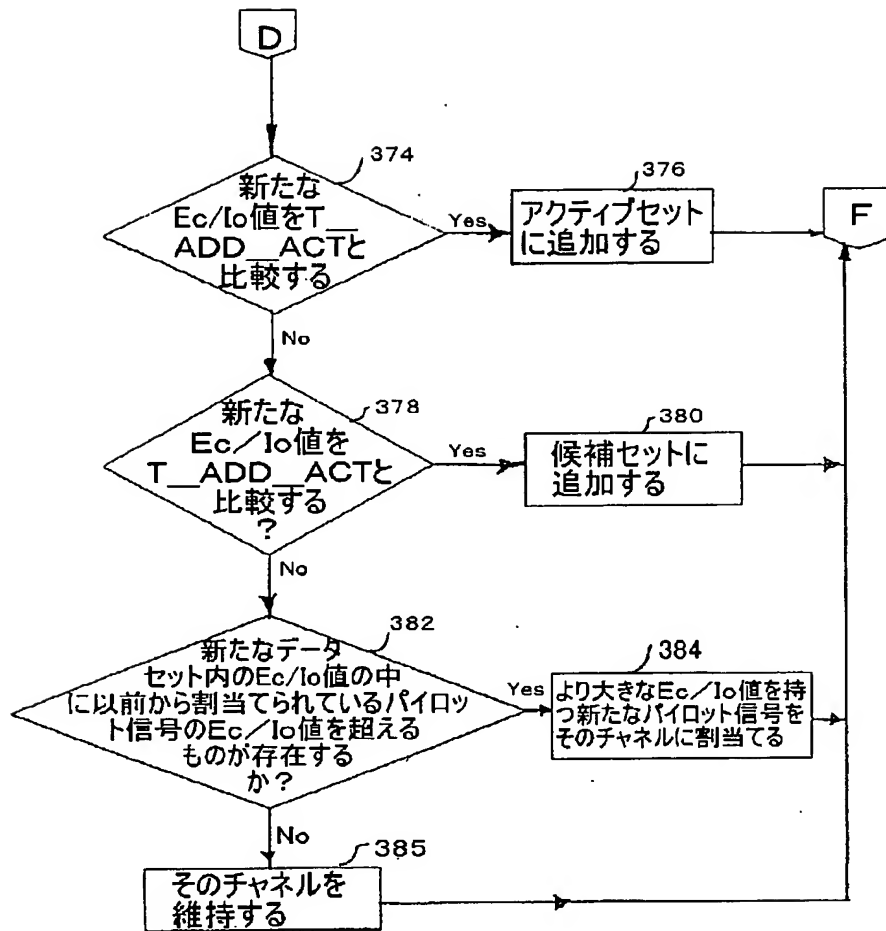 D
374
新たな
Ec/Io値をT__
ADD__ACTと
比較する
Yes
376
アクティブセット
に追加する
F
No
378
新たな
Ec/Io値を
T__ADD__ACTと
比較する
?
Yes
380
候補セットに
追加する
No
382
新たなデータ
セット内のEc/Io値の中
に以前から割当てられているパイロッ
ト信号のEc/Io値を超える
ものが存在する
か?
Yes
384
より大きなEc/Io値を持
つ新たなパイロット信号を
そのチャネルに割当てる
No
385
そのチャネルを
維持する